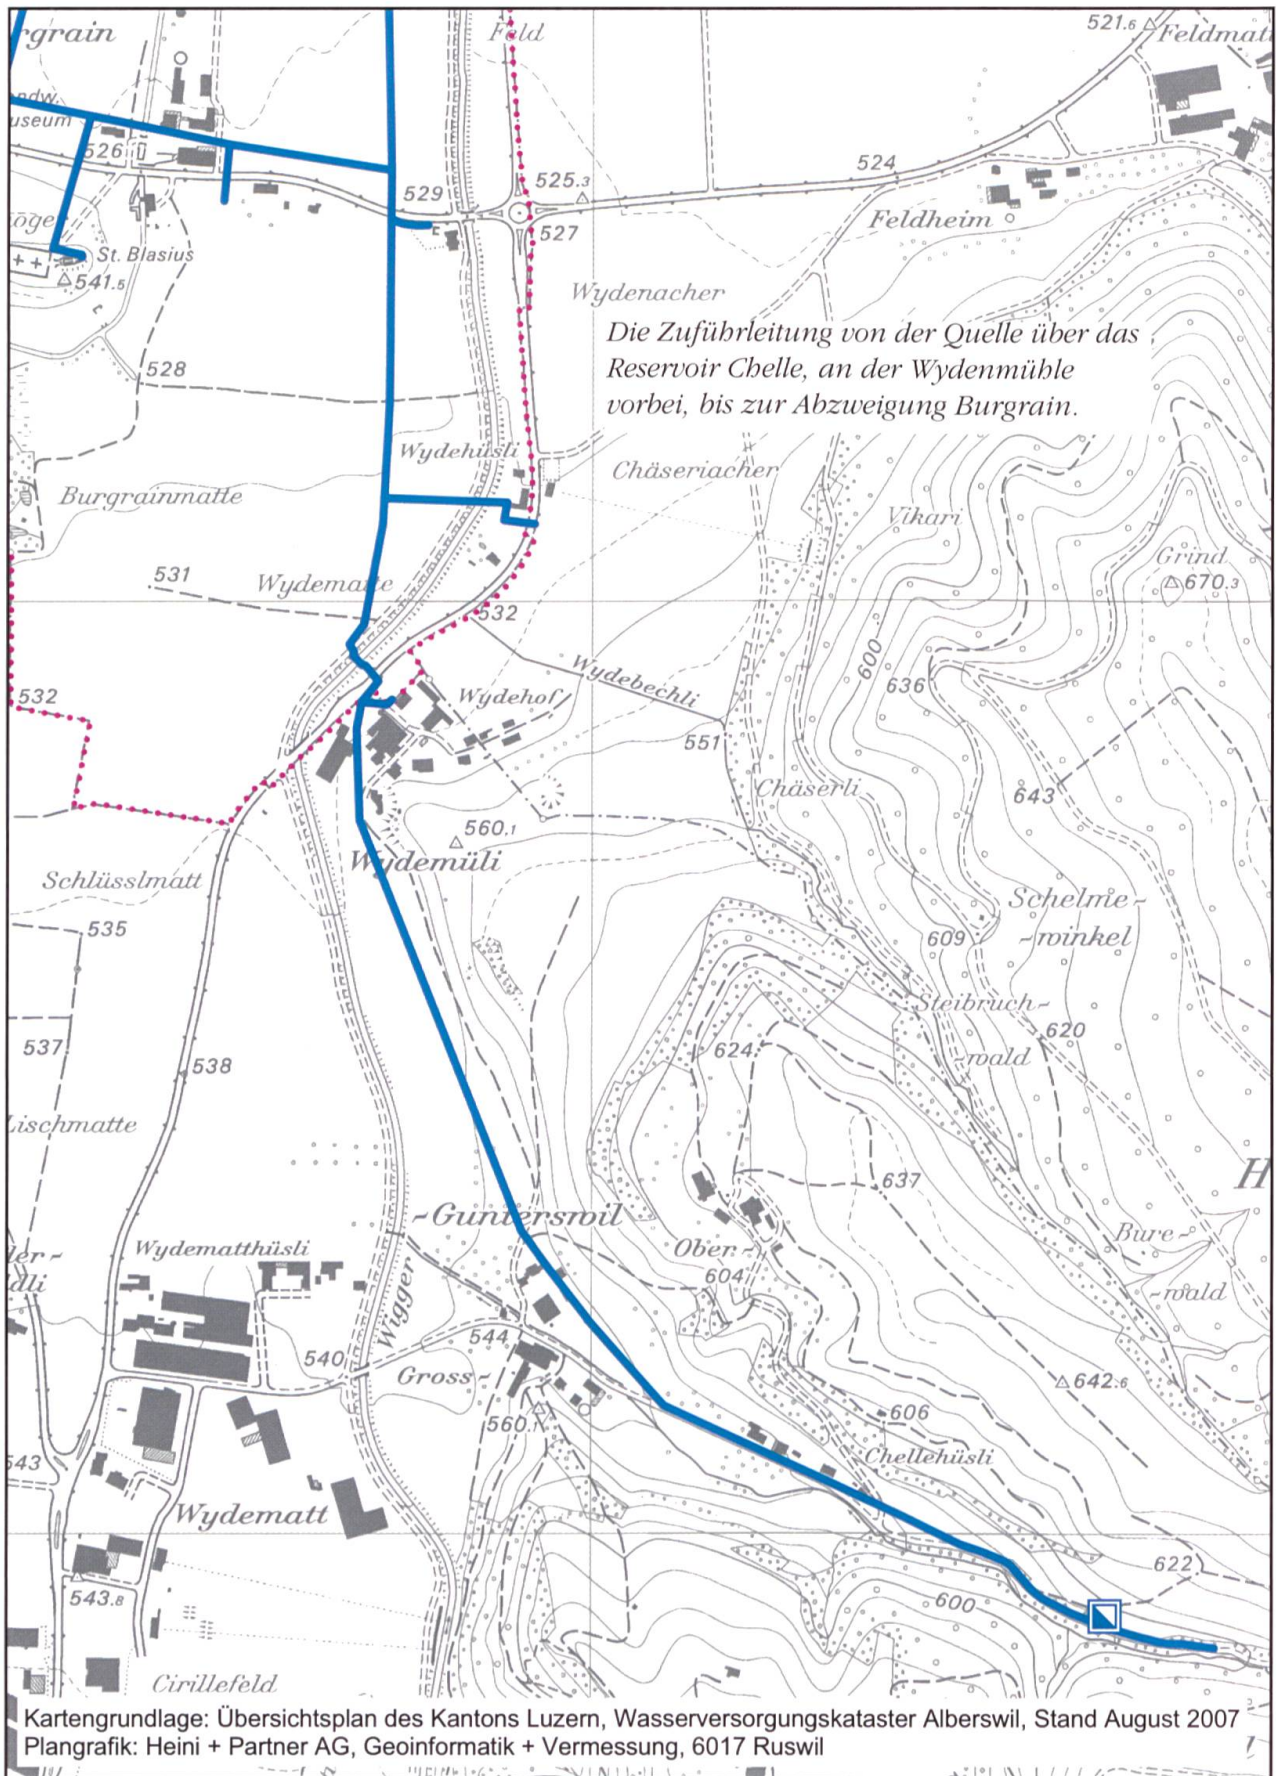 rgrain
Feld
521.6
Feldmat
ndw.
useum
526
529
525.3
524
527
Feldheim
St. Blasius
541.5
Wydenacher
Die Zuführleitung von der Quelle über das
Reservoir Chelle, an der Wydenmühle
vorbei, bis zur Abzweigung Burgrain.
528
Wydehüsli
Chäseriacher
Burgrainmatte
Vikari
Grind
670.3
531
Wydematte
532
600
636
532
Wydebechli
Wydehof
551
Chäserli
643
560.1
Wydemüli
Schlüsslmatt
Schelme-
-winkel
535
609
Steibruch-
-wald
620
537
538
624
Lischmatte
637
H
-Gunterswil
Bure-
-wald
Wydematthüsli
Ober-
604
ler-
dli
Wigger
544
540
Gross-
642.6
560.1
606
Chellehüsli
543
Wydematt
622
600
543.8
Cirillefeld
Kartengrundlage: Übersichtsplan des Kantons Luzern, Wasserversorgungskataster Alberswil, Stand August 2007
Plangrafik: Heini + Partner AG, Geoinformatik + Vermessung, 6017 Ruswil